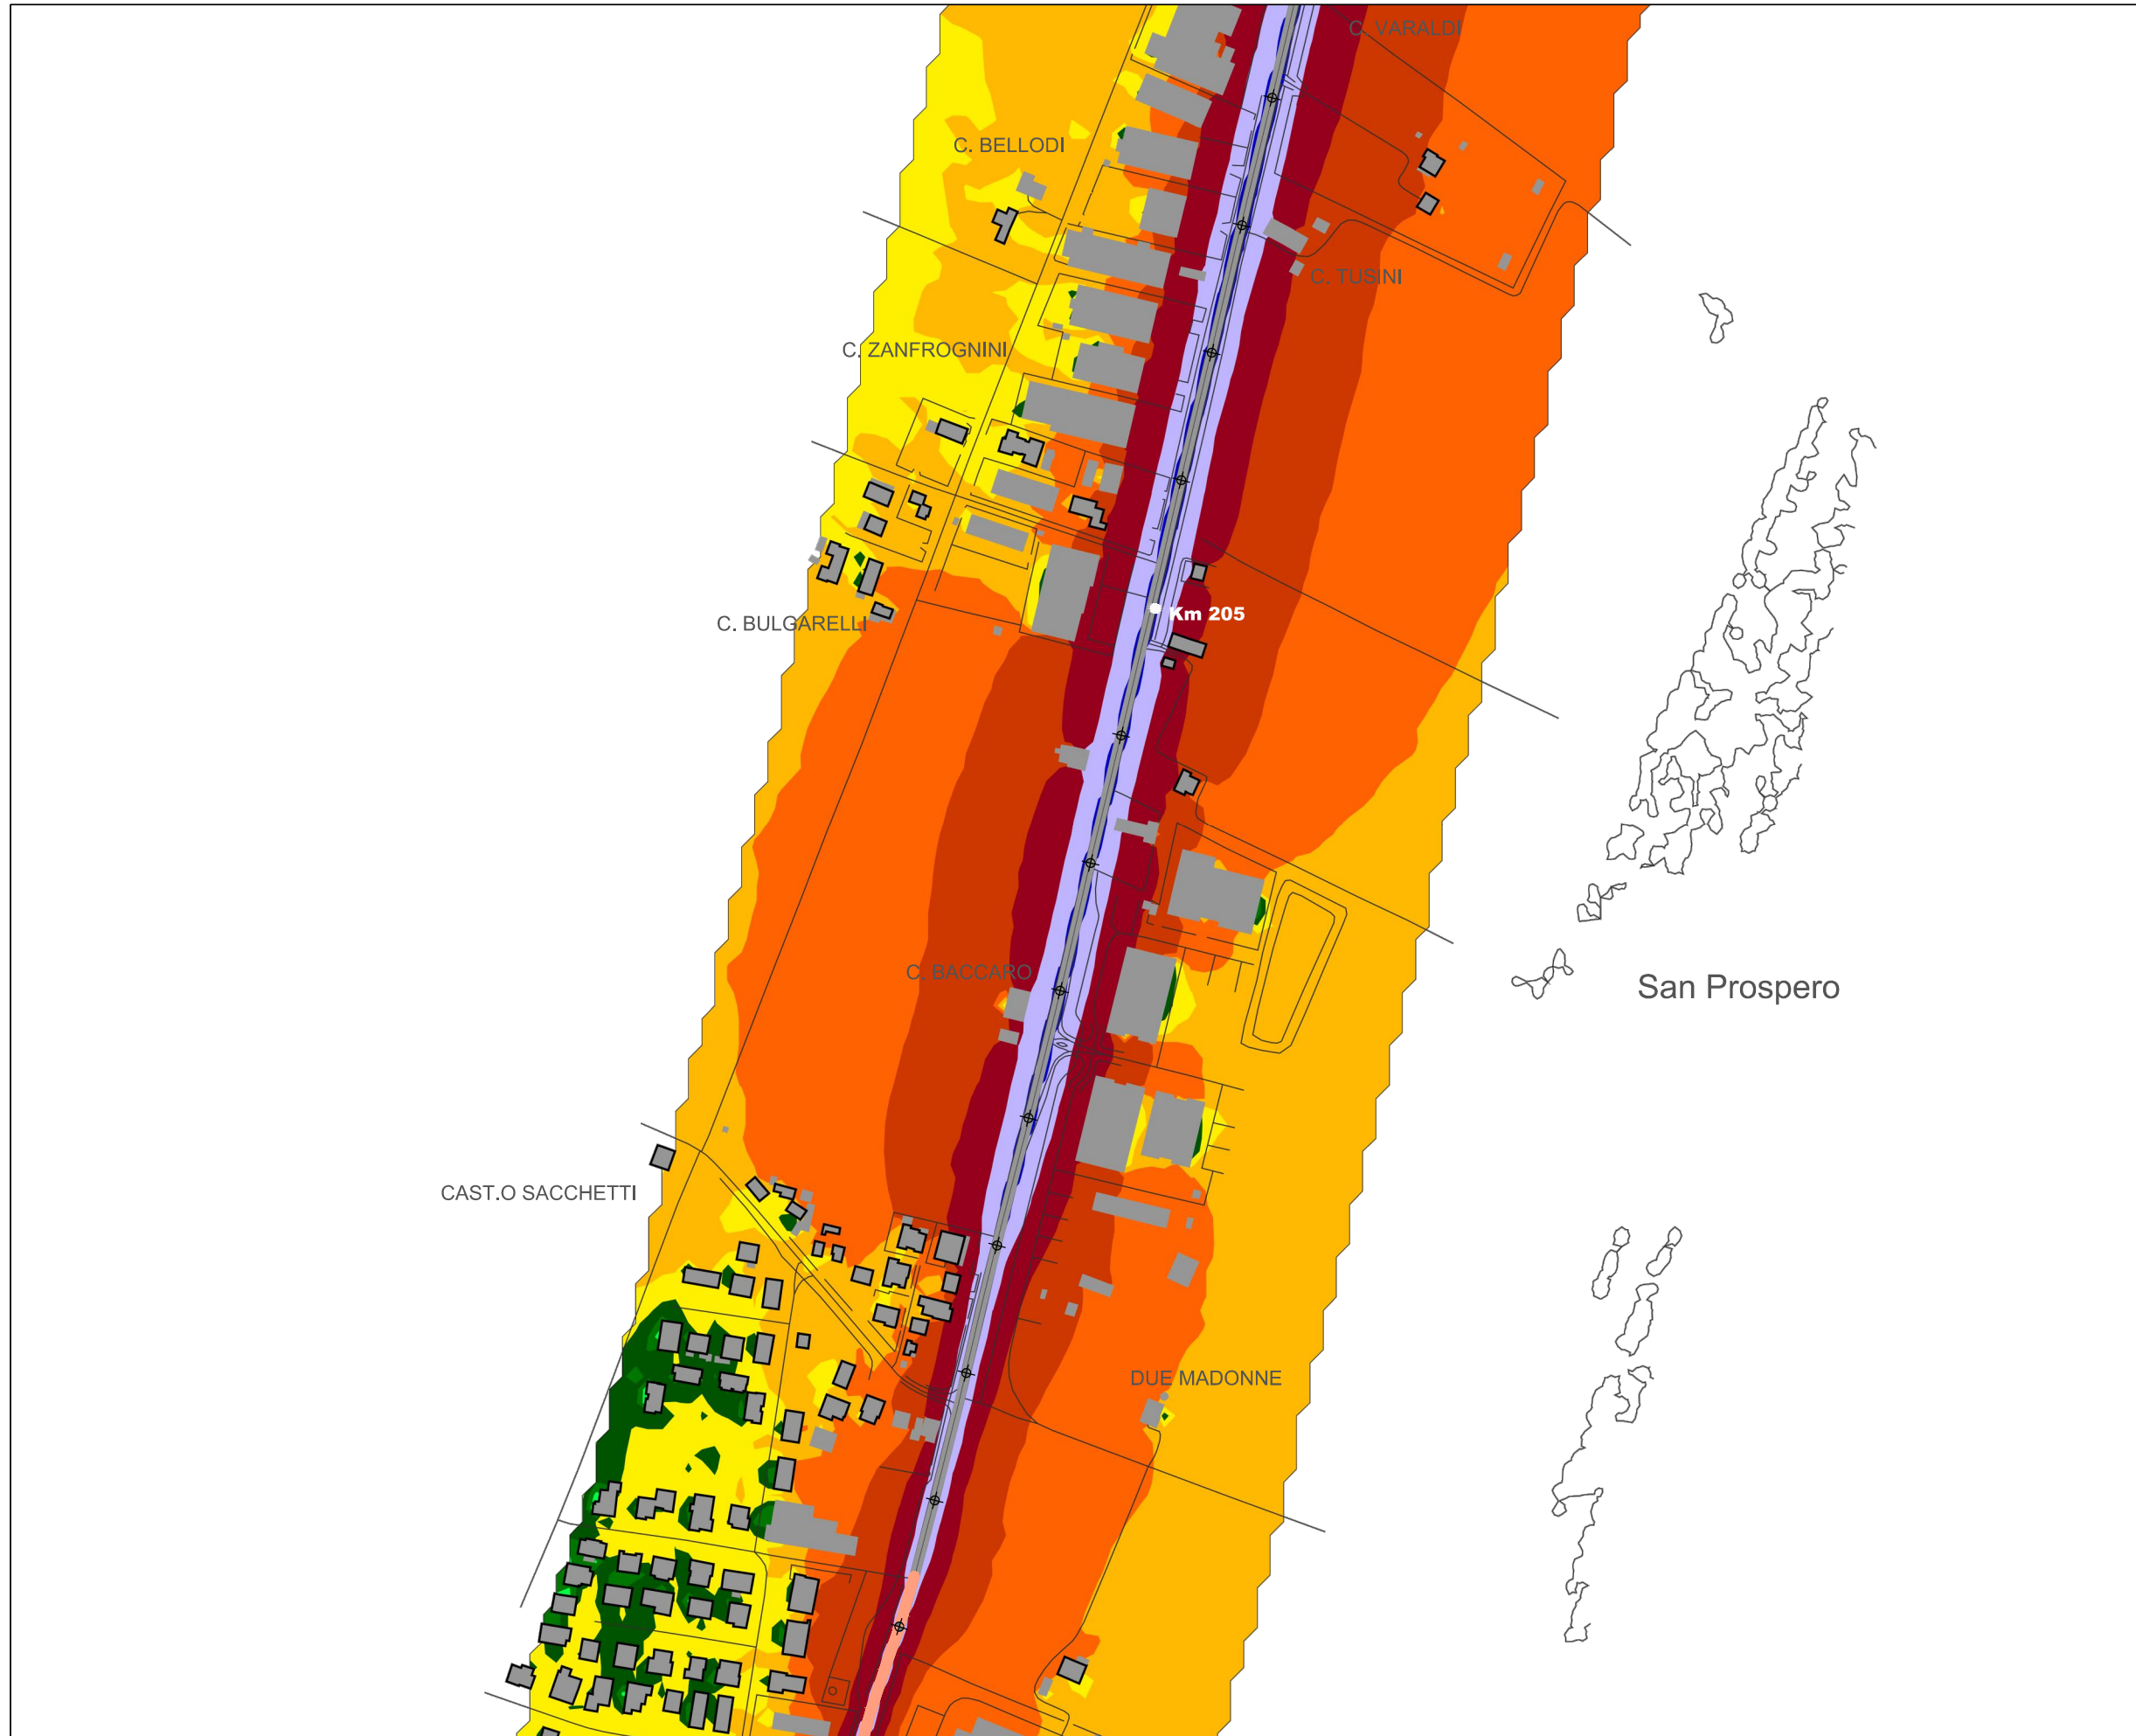 C. VARALDI
C. BELLODI
C. TUSINI
C. ZANFROGNINI
Km 205
C. BULGARELLI
C. BACCARO
San Prospero
CAST.O SACCHETTI
DUE MADONNE